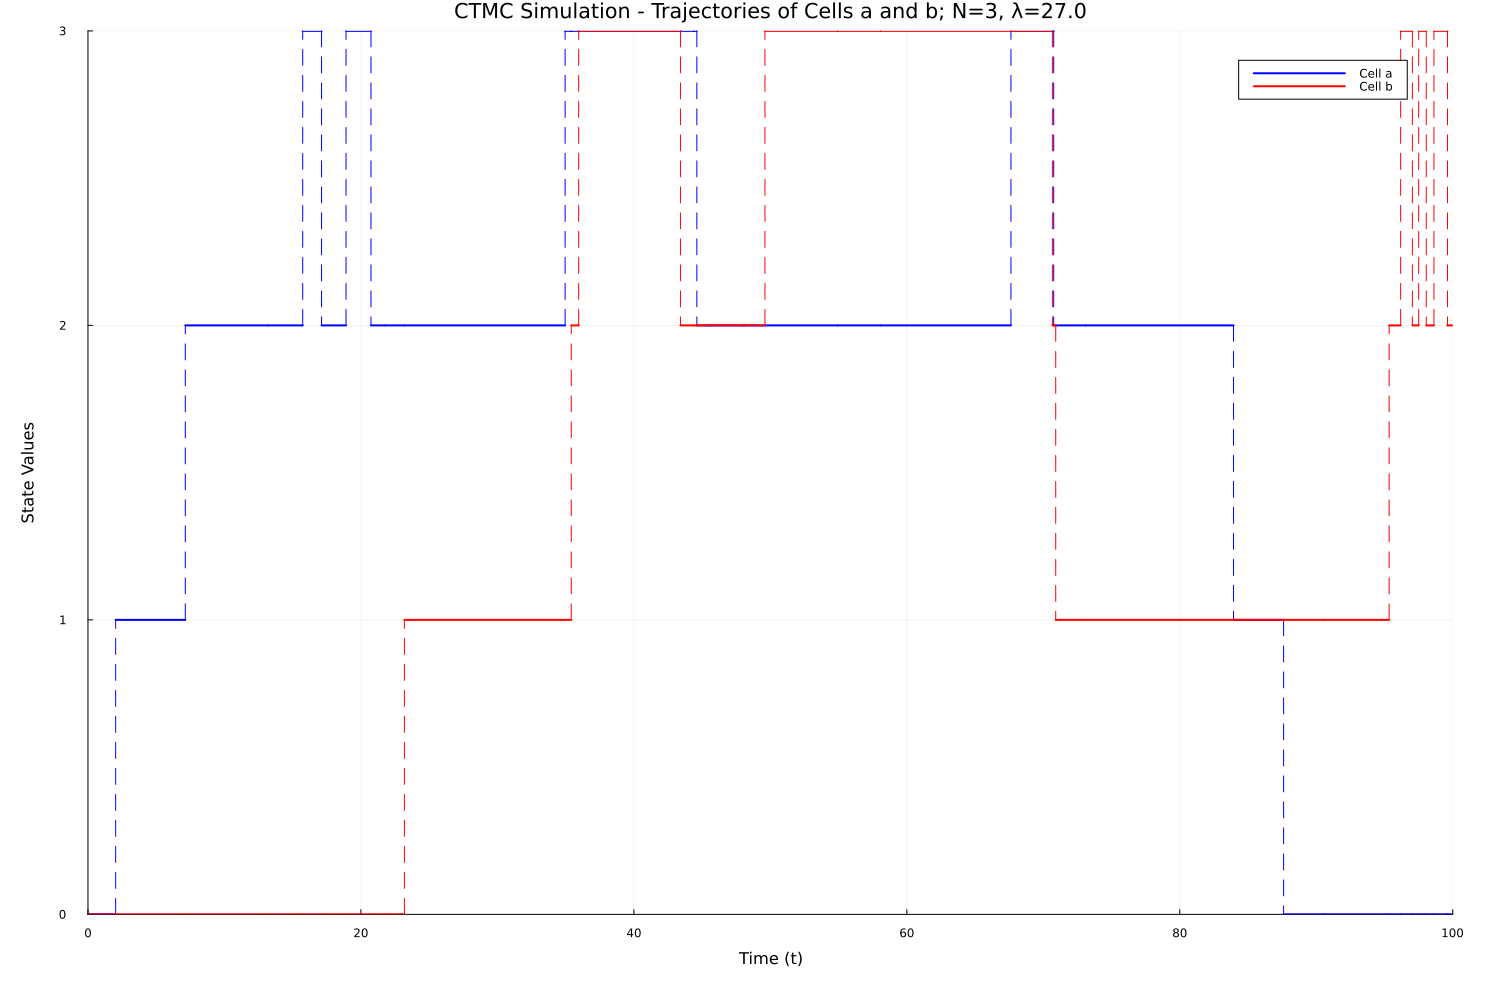 CTMC Simulation - Trajectories of Cells a and b; N=3, λ=27.0
3
Cell a
Cell b
2
State Values
1
0
0 20 40 60 80 100
Time (t)